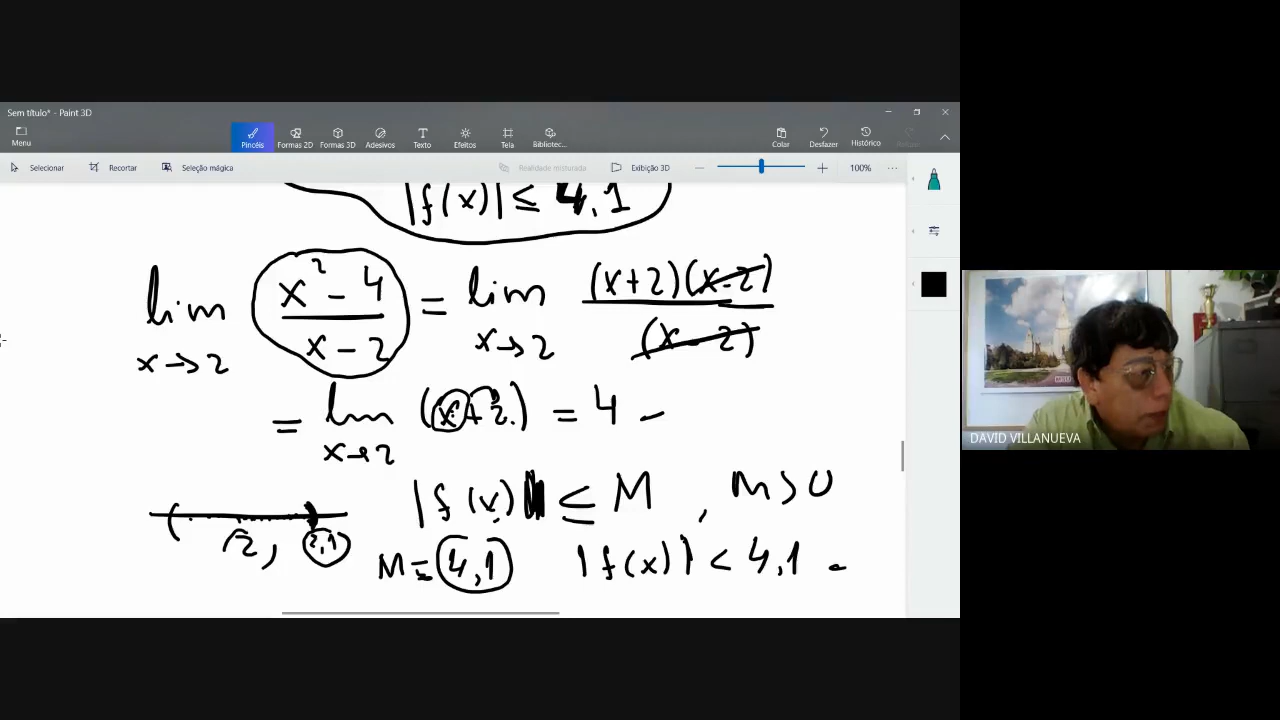 Sem título* - Paint 3D
Menu
Pincéis
Formas 2D
Formas 3D
Adesivos
Texto
Efeitos
Tela
Bibliotec...
Colar
Desfazer
Histórico
Selecionar
Recortar
Seleção mágica
Realidade misturada
Exibição 3D
100%
|f(x)| ≤ 4,1
lim x→2 (x² - 4)/(x - 2) = lim x→2 (x+2)(x-2)/(x-2)
= lim x→2 (x+2) = 4
|f(x)| ≤ M, M > 0
2, 2,1
M = 4,1 |f(x)| < 4,1
DAVID VILLANUEVA